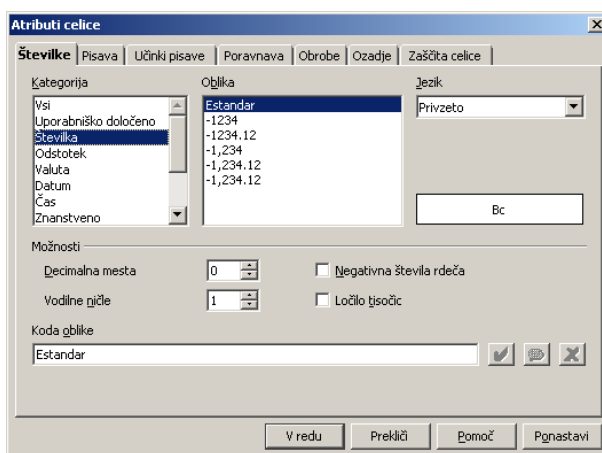 Atributi celice
Številke Pisava Učinki pisave Poravnava Obrobe Ozadje Zaščita celice
Kategorija Oblika Jezik
Vsi
Uporabniško določeno
Številka
Odstotek
Valuta
Datum
Čas
Znanstveno
Estandar
-1234
-1234.12
-1,234
-1,234.12
-1,234.12
Privzeto
Bc
Možnosti
Decimalna mesta 0 Negativna števila rdeča
Vodilne ničle 1 Ločilo tisočic
Koda oblike
Estandar
V redu Prekliči Pomoč Ponastavi